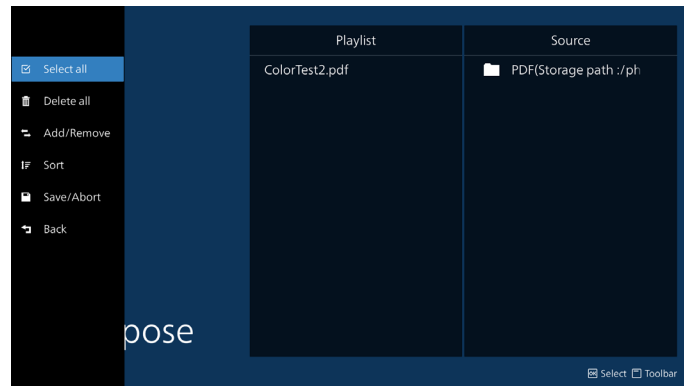 Playlist
Source
Select all
ColorTest2.pdf
PDF(Storage path :/ph
Delete all
Add/Remove
Sort
Save/Abort
Back
pose
OK Select Toolbar